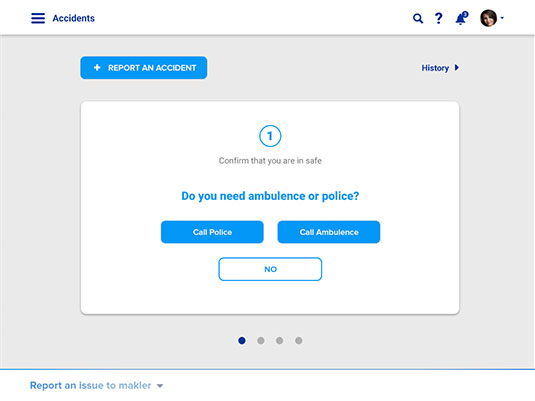 Accidents
?
3
+ REPORT AN ACCIDENT
History
1
Confirm that you are in safe
Do you need ambulence or police?
Call Police
Call Ambulence
NO
Report an issue to makler